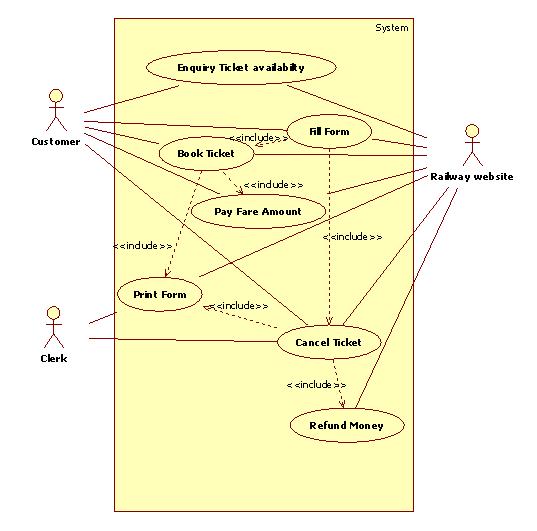 System
Enquiry Ticket availabilty
Customer
Fill Form
<<include>>
Book Ticket
Railway website
<<include>>
Pay Fare Amount
<<include>>
<<include>>
Print Form
<<include>>
Clerk
Cancel Ticket
<<include>>
Refund Money